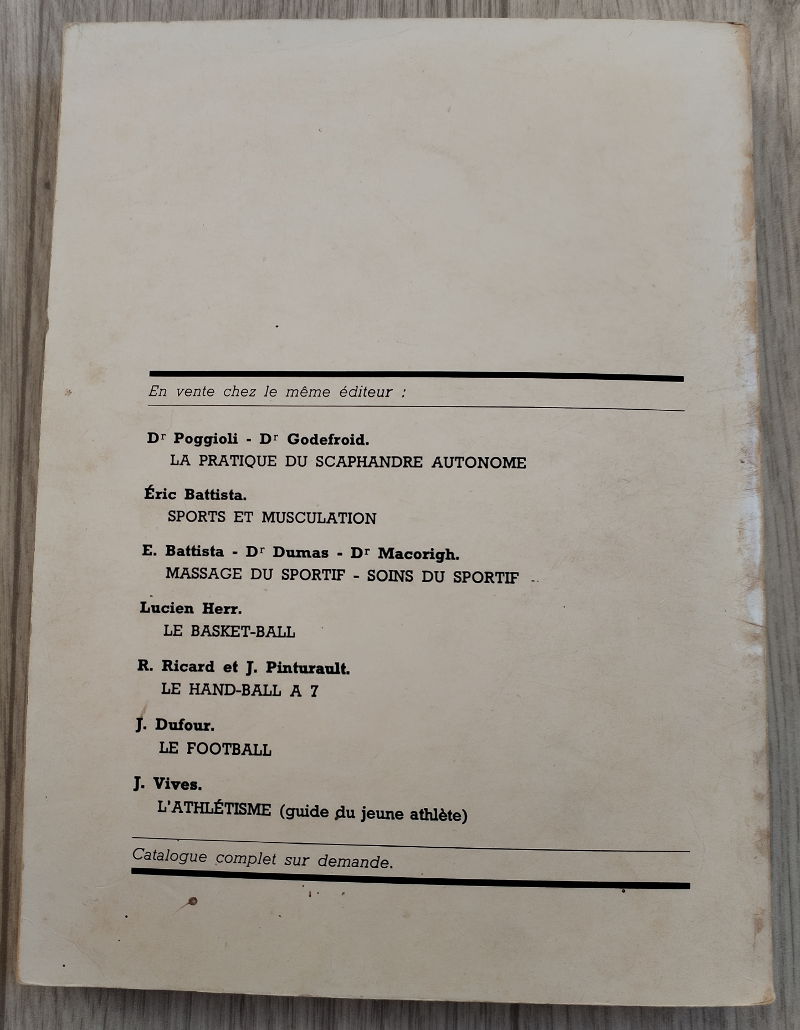 En vente chez le même éditeur :
Dʳ Poggioli - Dʳ Godefroid.
LA PRATIQUE DU SCAPHANDRE AUTONOME
Éric Battista.
SPORTS ET MUSCULATION
E. Battista - Dʳ Dumas - Dʳ Macorigh.
MASSAGE DU SPORTIF - SOINS DU SPORTIF
Lucien Herr.
LE BASKET-BALL
R. Ricard et J. Pinturault.
LE HAND-BALL A 7
J. Dufour.
LE FOOTBALL
J. Vives.
L'ATHLÉTISME (guide du jeune athlète)
Catalogue complet sur demande.